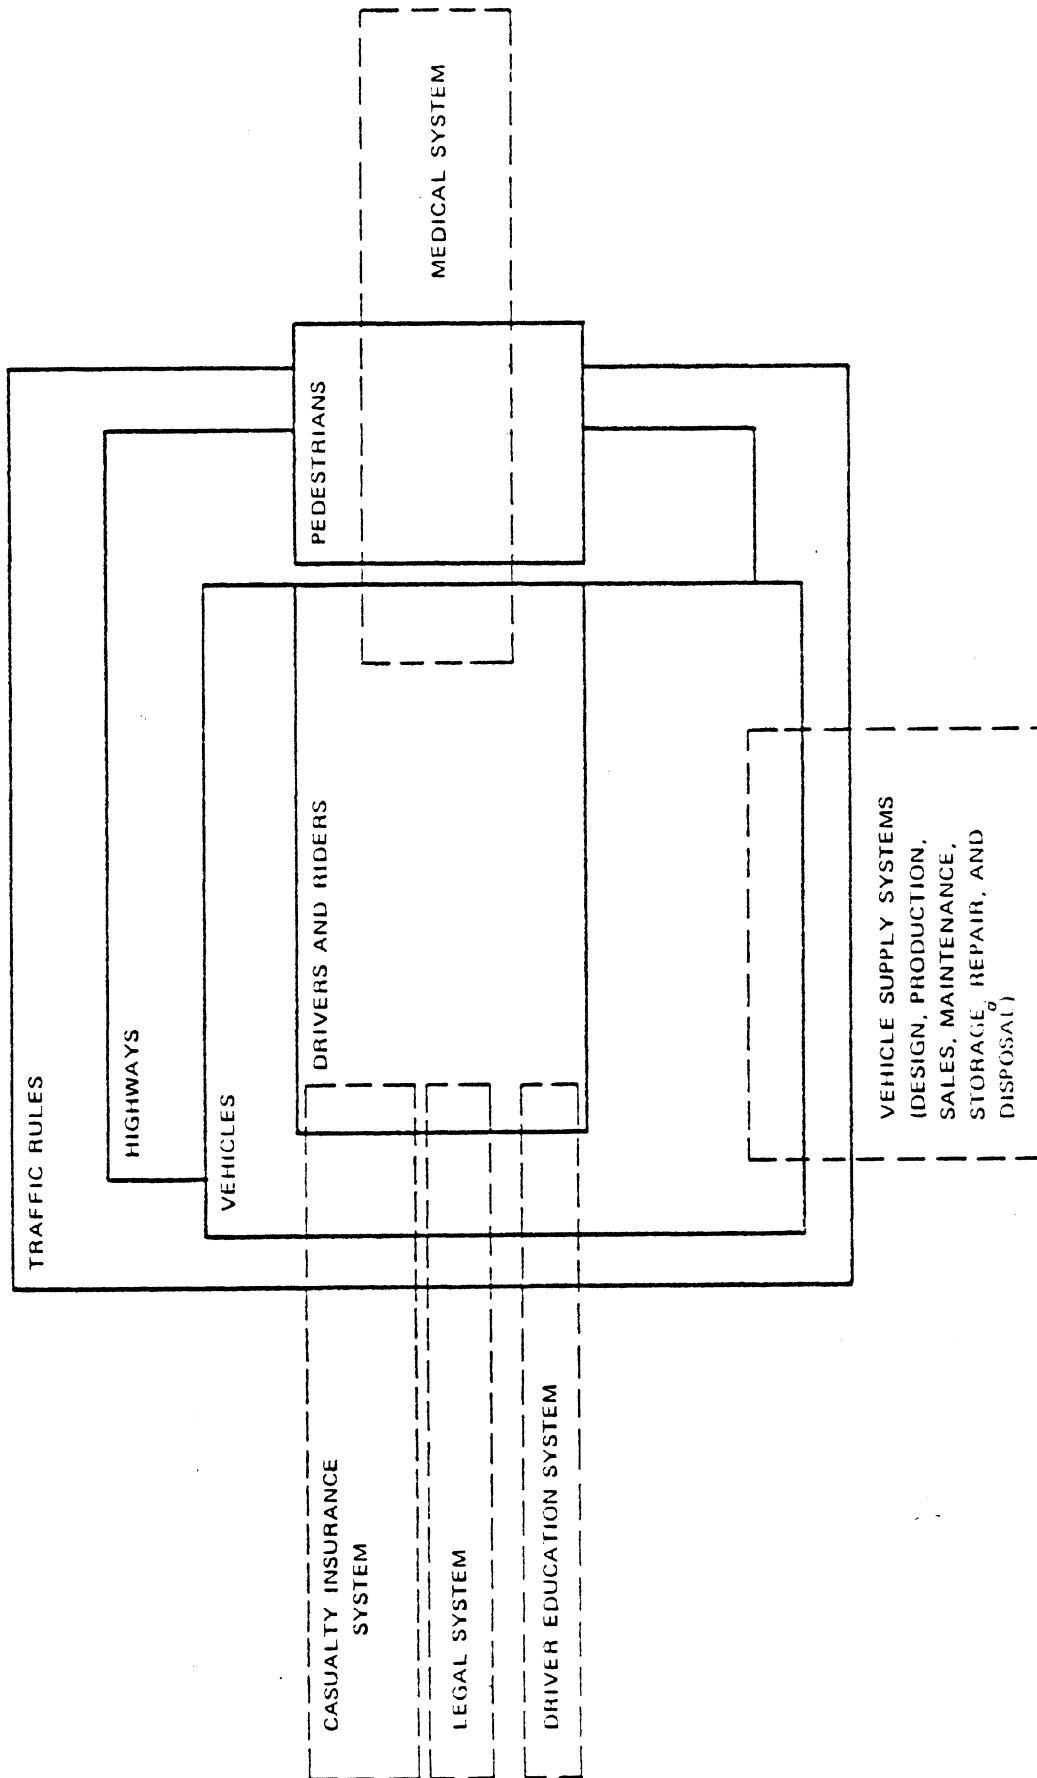 TRAFFIC RULES
HIGHWAYS
VEHICLES
DRIVERS AND RIDERS
PEDESTRIANS
MEDICAL SYSTEM
CASUALTY INSURANCE
SYSTEM
LEGAL SYSTEM
DRIVER EDUCATION SYSTEM
VEHICLE SUPPLY SYSTEMS
(DESIGN, PRODUCTION,
SALES, MAINTENANCE,
STORAGE, REPAIR, AND
DISPOSAL)